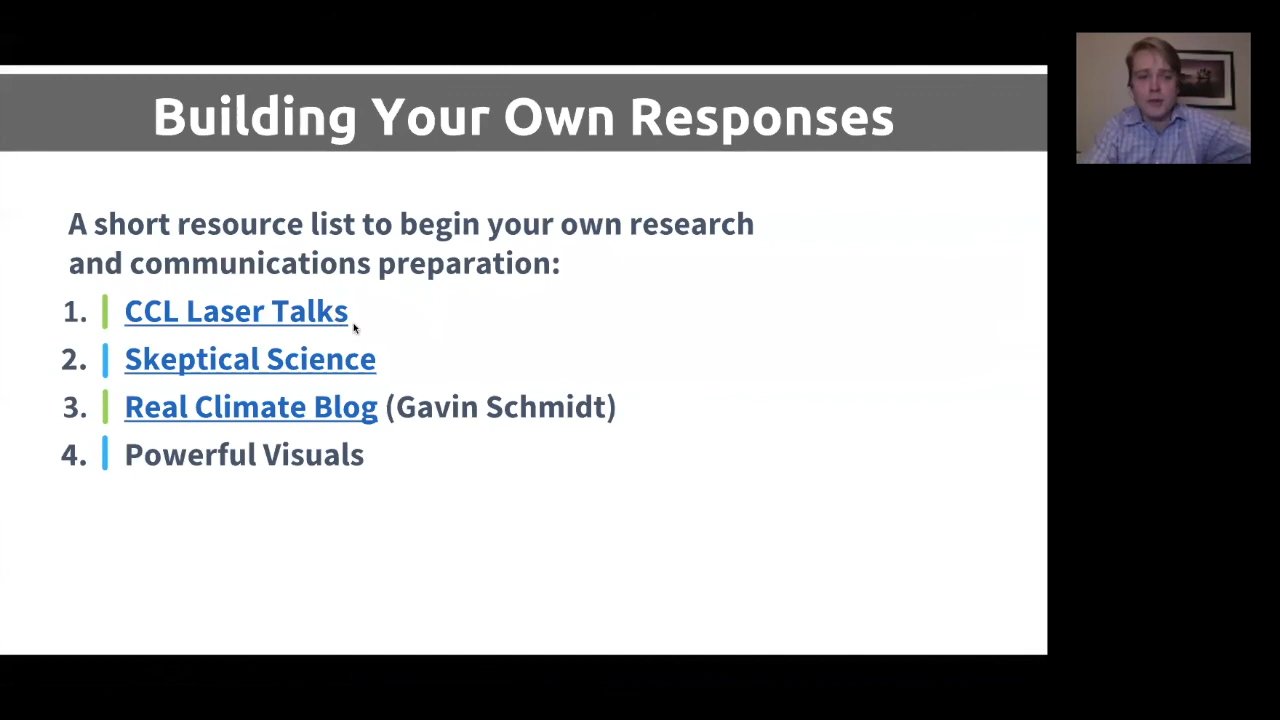 Building Your Own Responses
A short resource list to begin your own research
and communications preparation:
1. CCL Laser Talks
2. Skeptical Science
3. Real Climate Blog (Gavin Schmidt)
4. Powerful Visuals